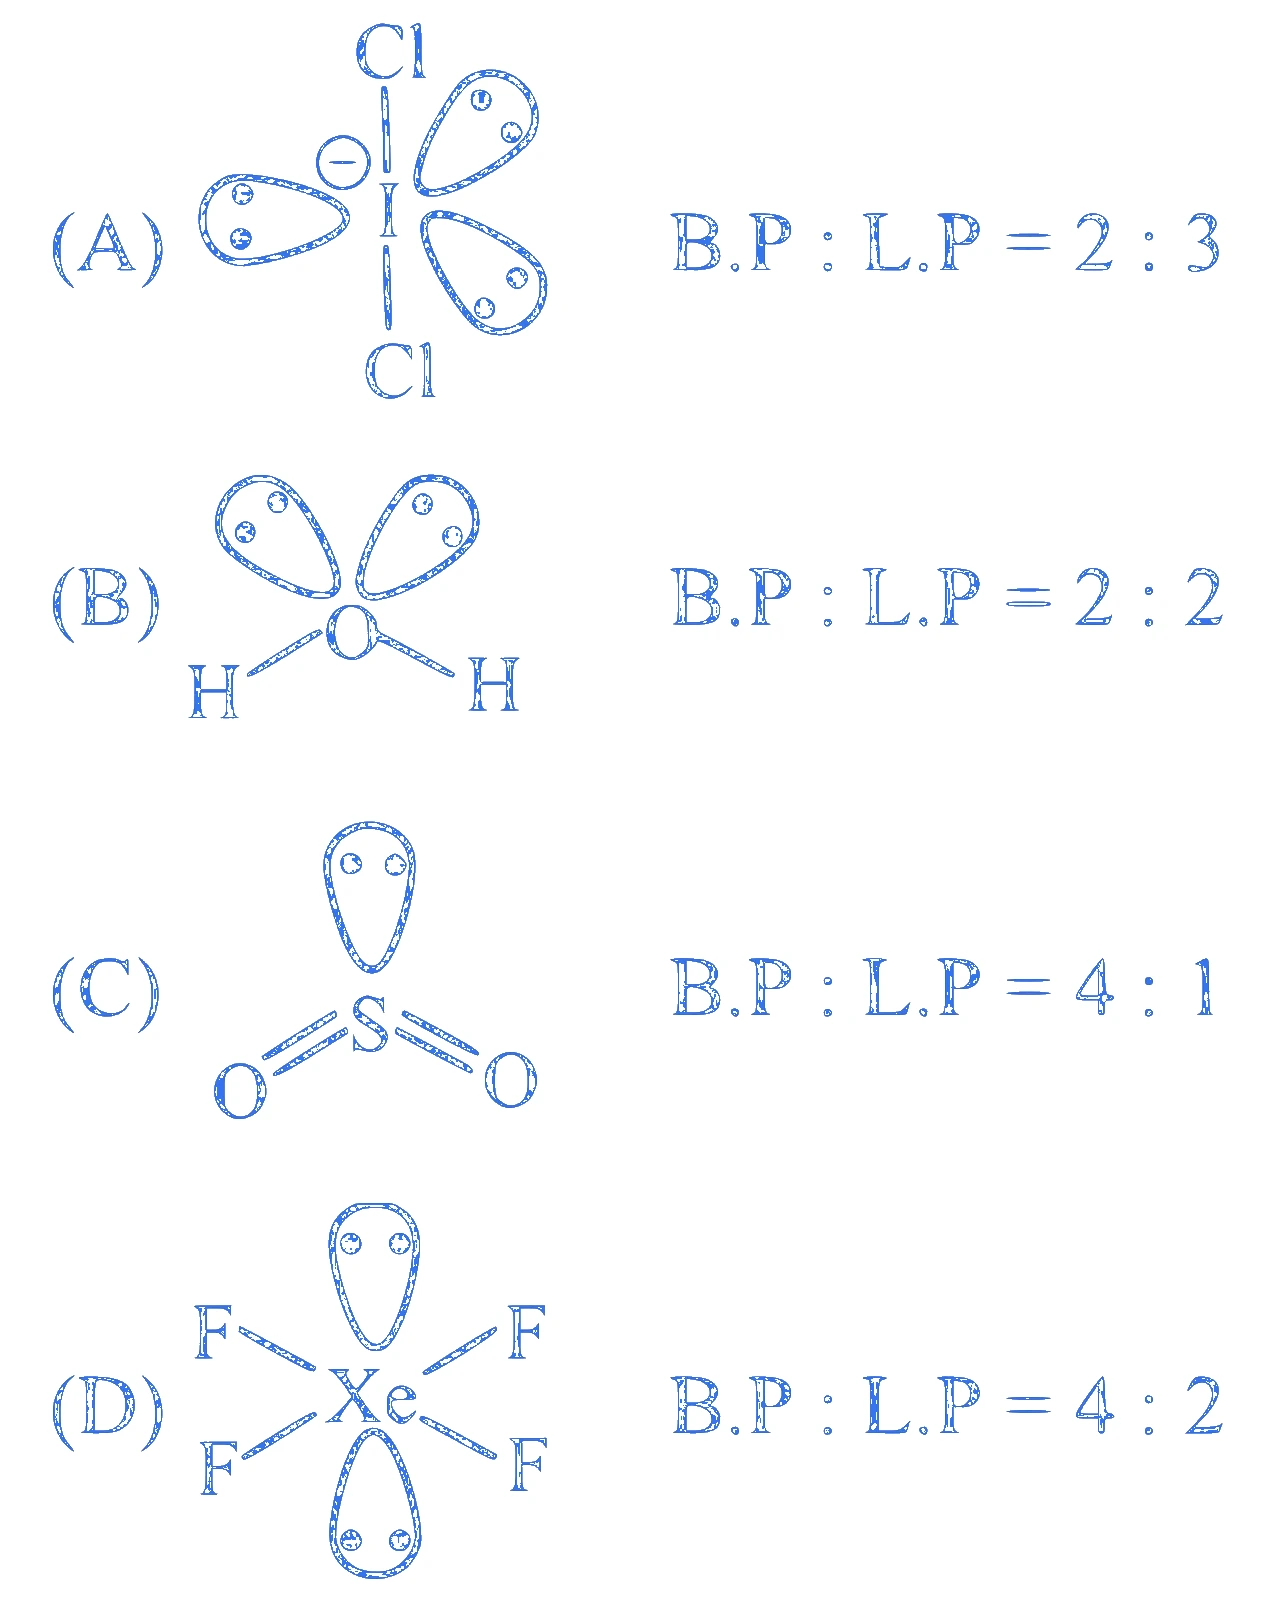 Cl
I
(A) B.P : L.P = 2 : 3
Cl
(B) B.P : L.P = 2 : 2
O
H H
(C) B.P : L.P = 4 : 1
S
O O
F F
(D) Xe B.P : L.P = 4 : 2
F F